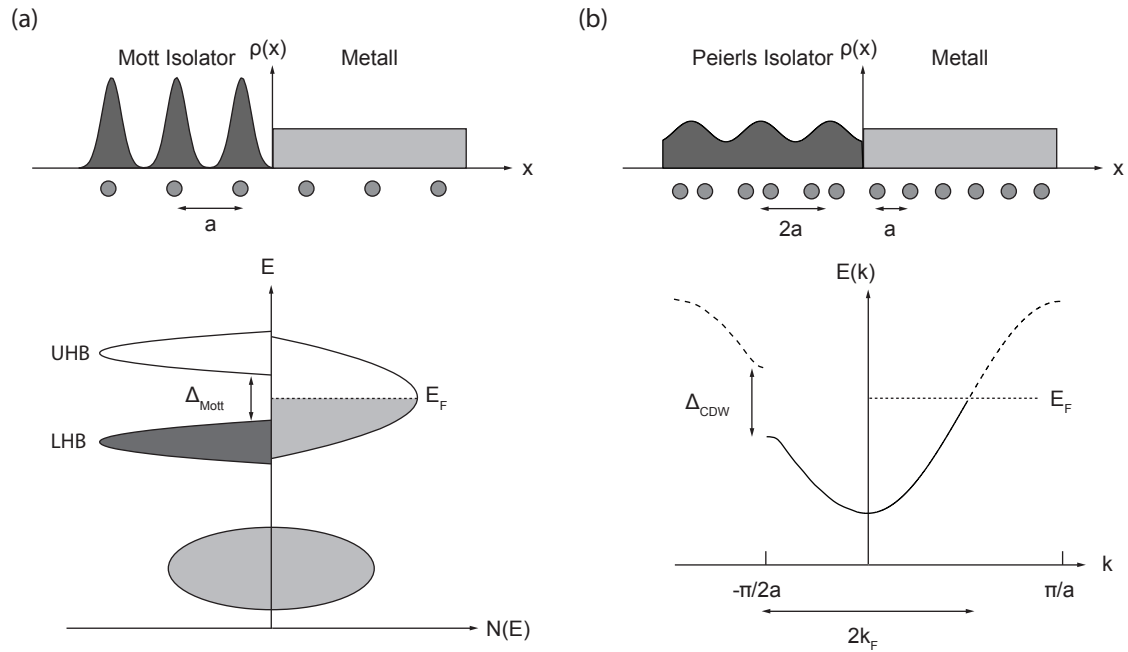 (a)
ρ(x)
Mott Isolator
Metall
x
a
E
UHB
Δ_Mott
E_F
LHB
N(E)
(b)
ρ(x)
Peierls Isolator
Metall
x
2a
a
E(k)
Δ_CDW
E_F
k
-π/2a
π/a
2k_F